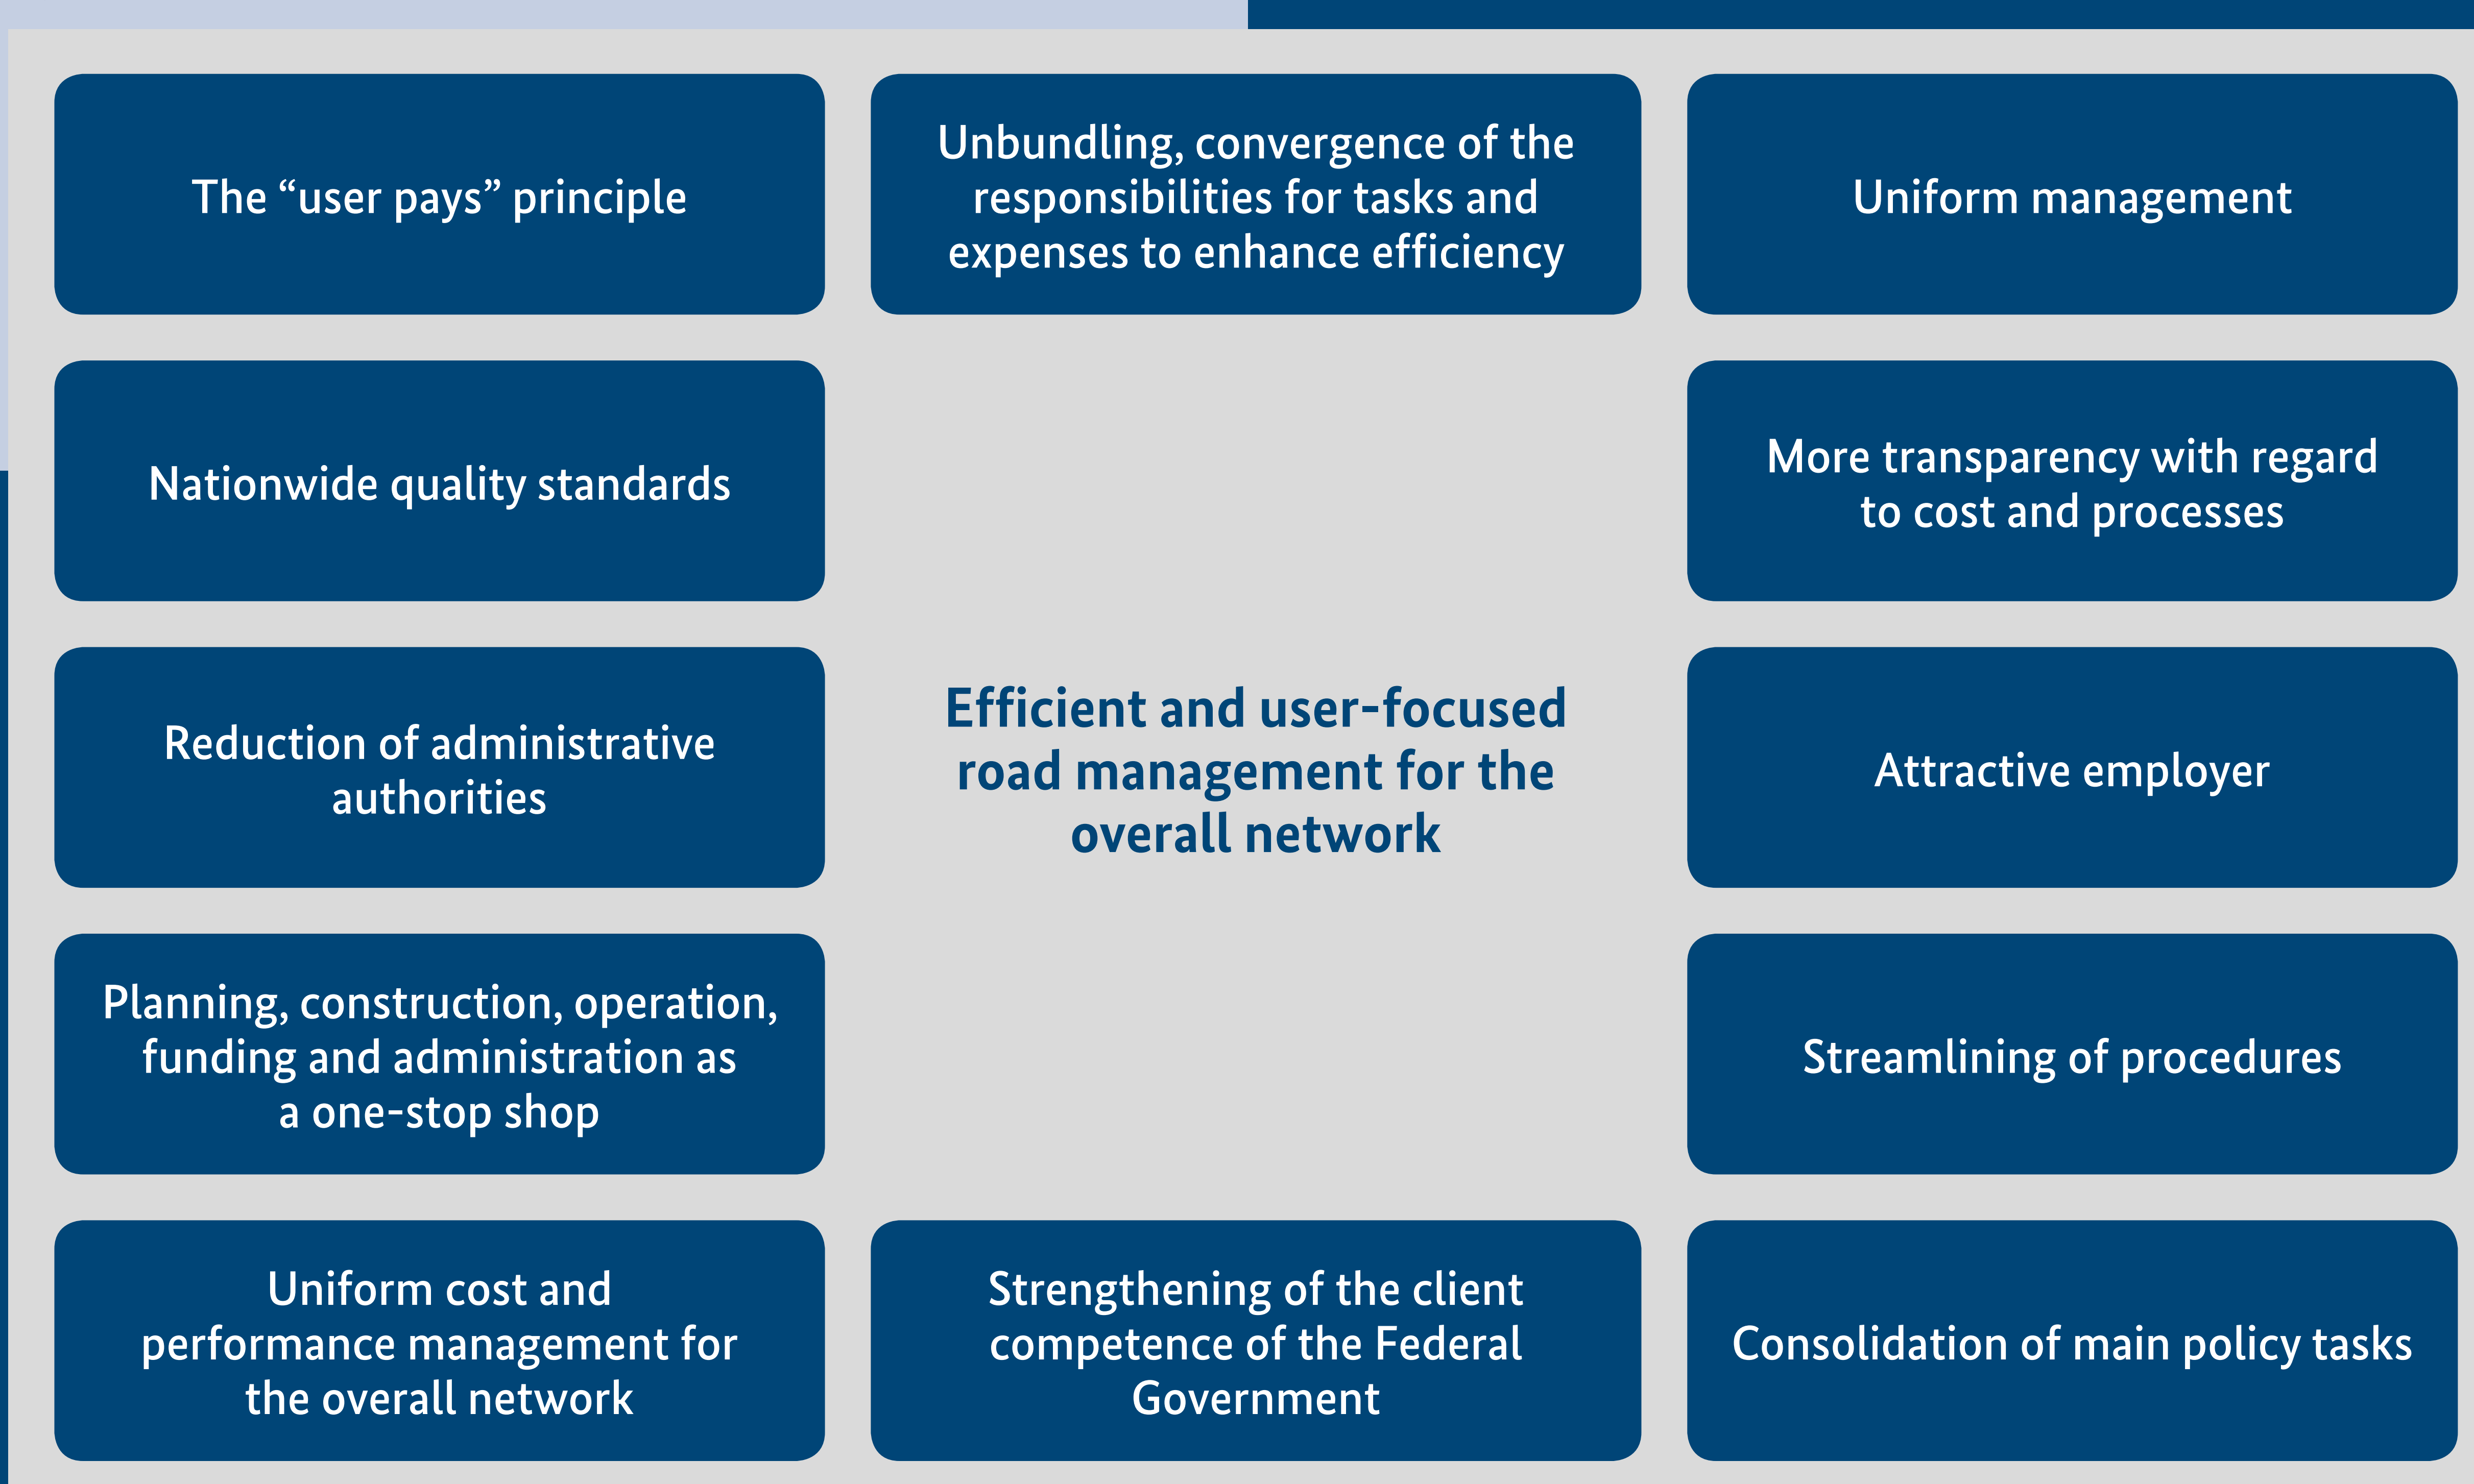 The “user pays” principle
Unbundling, convergence of the
responsibilities for tasks and
expenses to enhance efficiency
Uniform management
Nationwide quality standards
More transparency with regard
to cost and processes
Reduction of administrative
authorities
Efficient and user-focused
road management for the
overall network
Attractive employer
Planning, construction, operation,
funding and administration as
a one-stop shop
Streamlining of procedures
Uniform cost and
performance management for
the overall network
Strengthening of the client
competence of the Federal
Government
Consolidation of main policy tasks